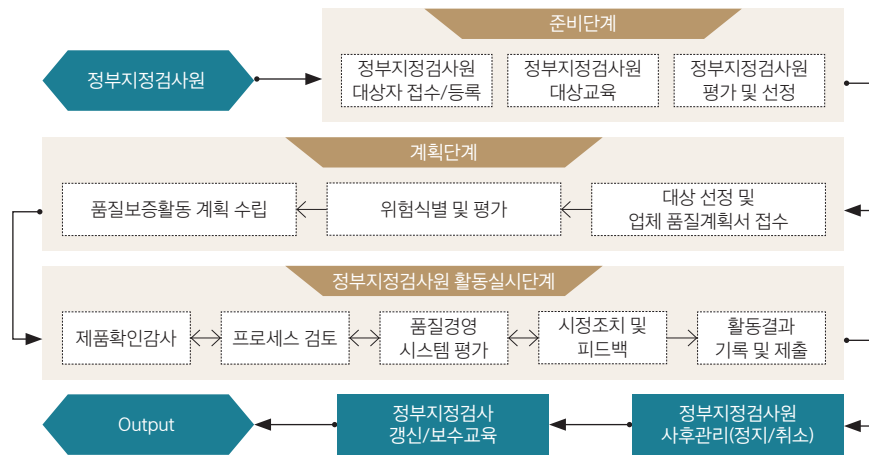 준비단계
정부지정검사원
정부지정검사원
대상자 접수/등록
정부지정검사원
대상교육
정부지정검사원
평가 및 선정
계획단계
품질보증활동 계획 수립
위험식별 및 평가
대상 선정 및
업체 품질계획서 접수
정부지정검사원 활동실시단계
제품확인감사
프로세스 검토
품질경영
시스템 평가
시정조치 및
피드백
활동결과
기록 및 제출
Output
정부지정검사
갱신/보수교육
정부지정검사원
사후관리(정지/취소)